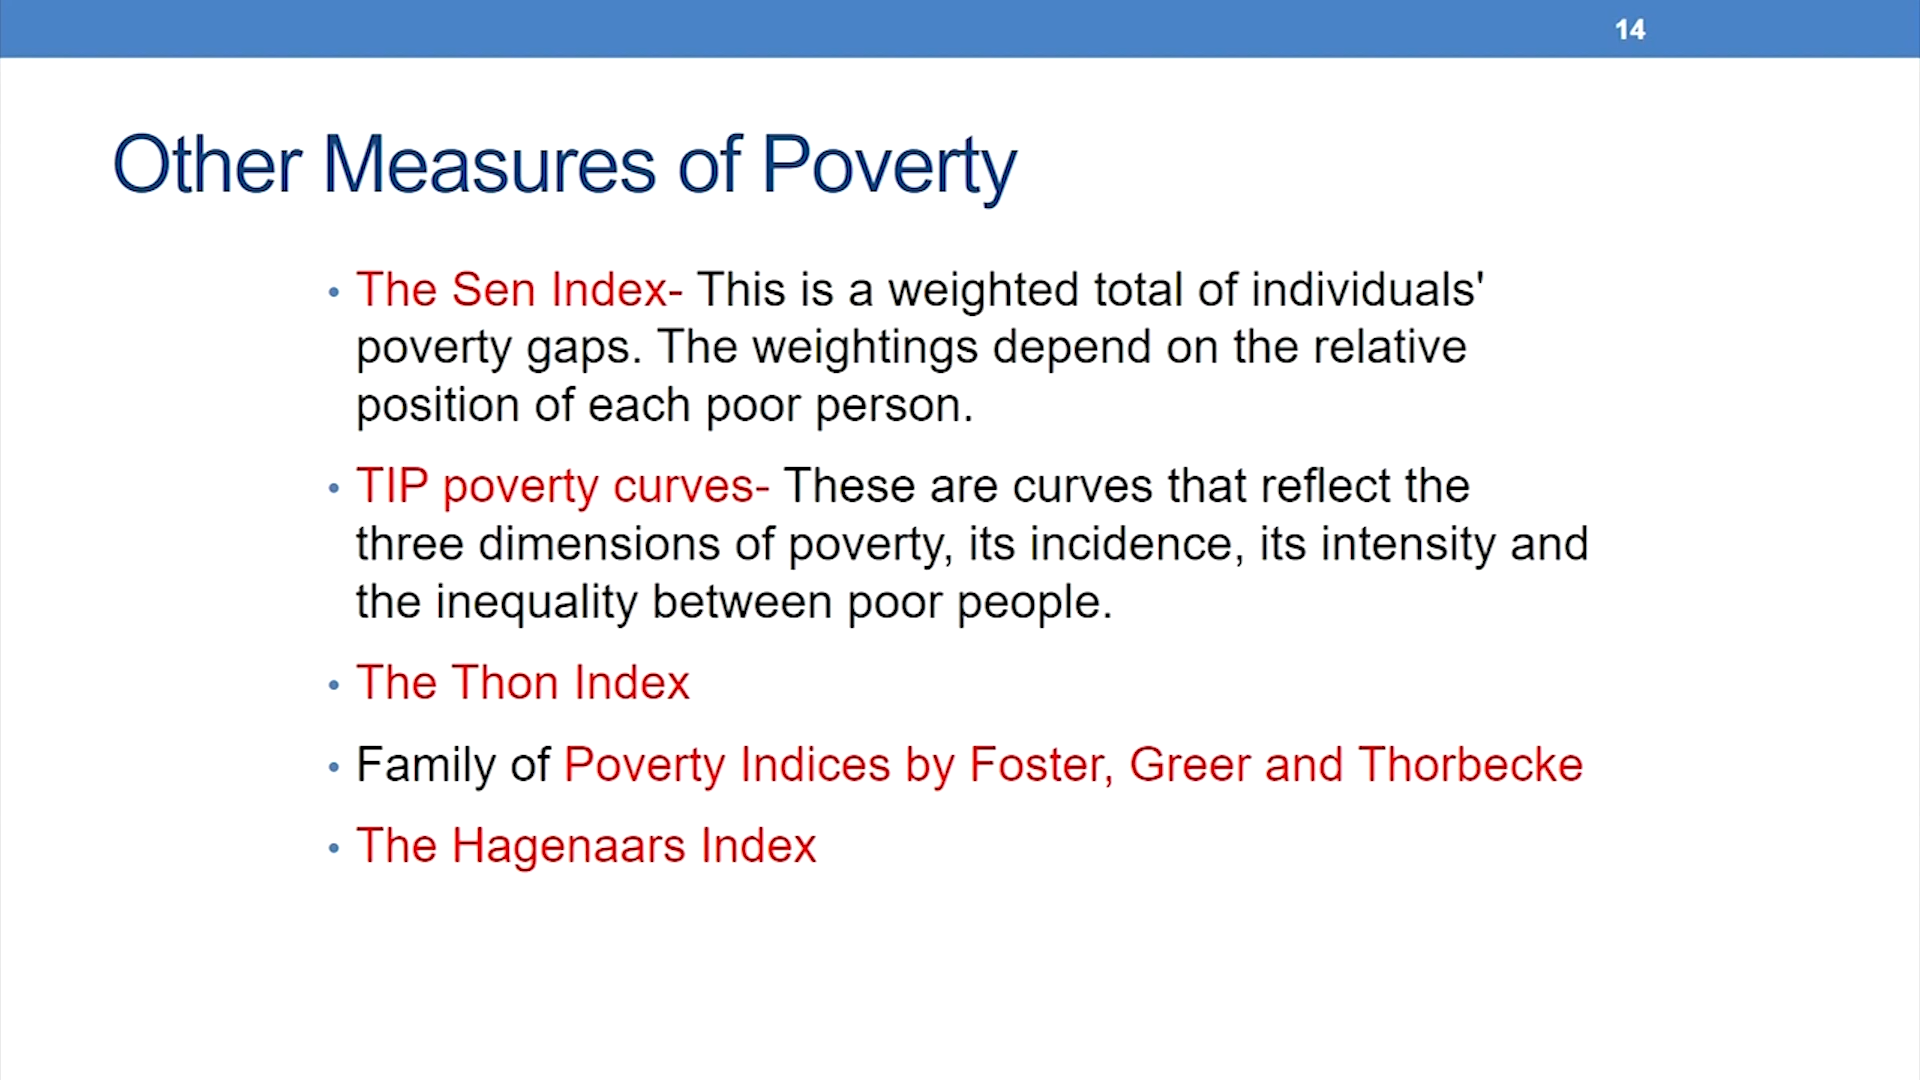 14
Other Measures of Poverty
• The Sen Index- This is a weighted total of individuals'
poverty gaps. The weightings depend on the relative
position of each poor person.
• TIP poverty curves- These are curves that reflect the
three dimensions of poverty, its incidence, its intensity and
the inequality between poor people.
• The Thon Index
• Family of Poverty Indices by Foster, Greer and Thorbecke
• The Hagenaars Index